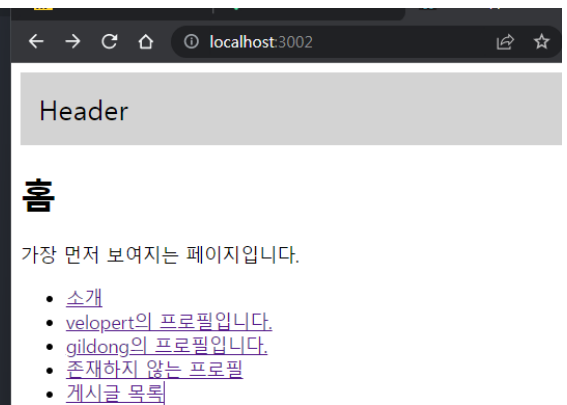 localhost:3002
Header
홈
가장 먼저 보여지는 페이지입니다.
소개
velopert의 프로필입니다.
gildong의 프로필입니다.
존재하지 않는 프로필
게시글 목록